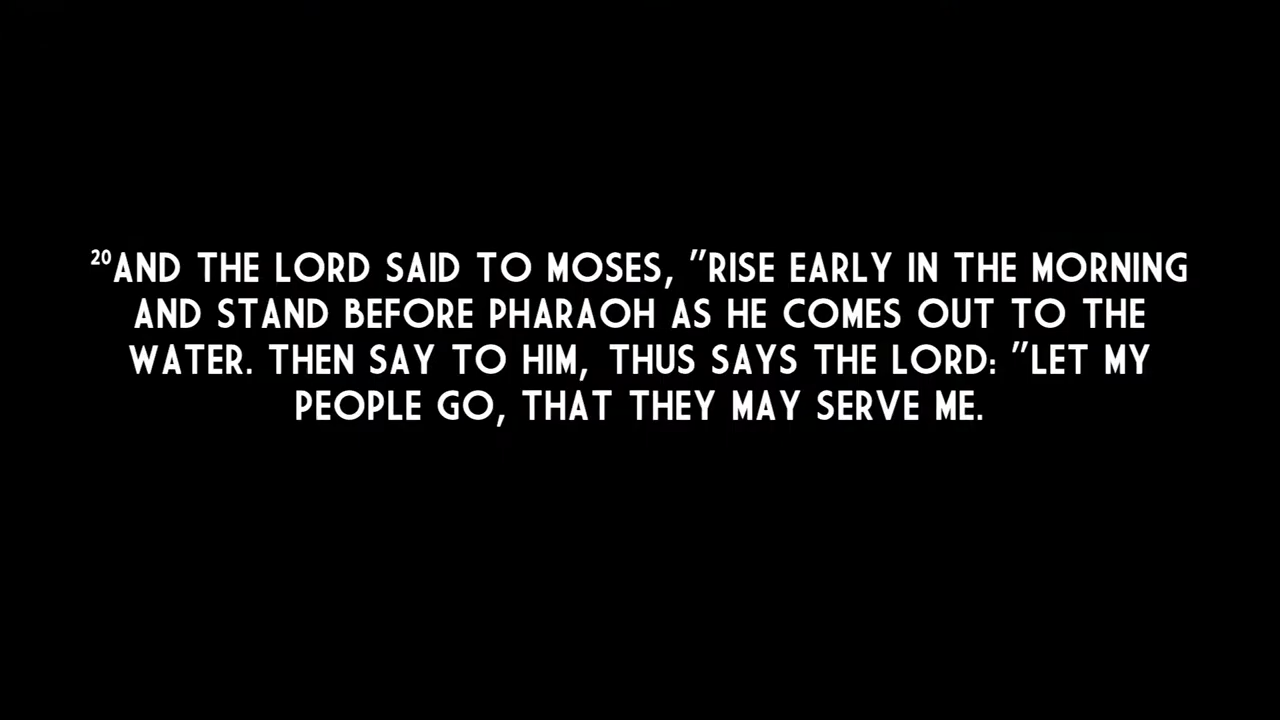 ²⁰AND THE LORD SAID TO MOSES, "RISE EARLY IN THE MORNING
AND STAND BEFORE PHARAOH AS HE COMES OUT TO THE
WATER. THEN SAY TO HIM, THUS SAYS THE LORD: "LET MY
PEOPLE GO, THAT THEY MAY SERVE ME.